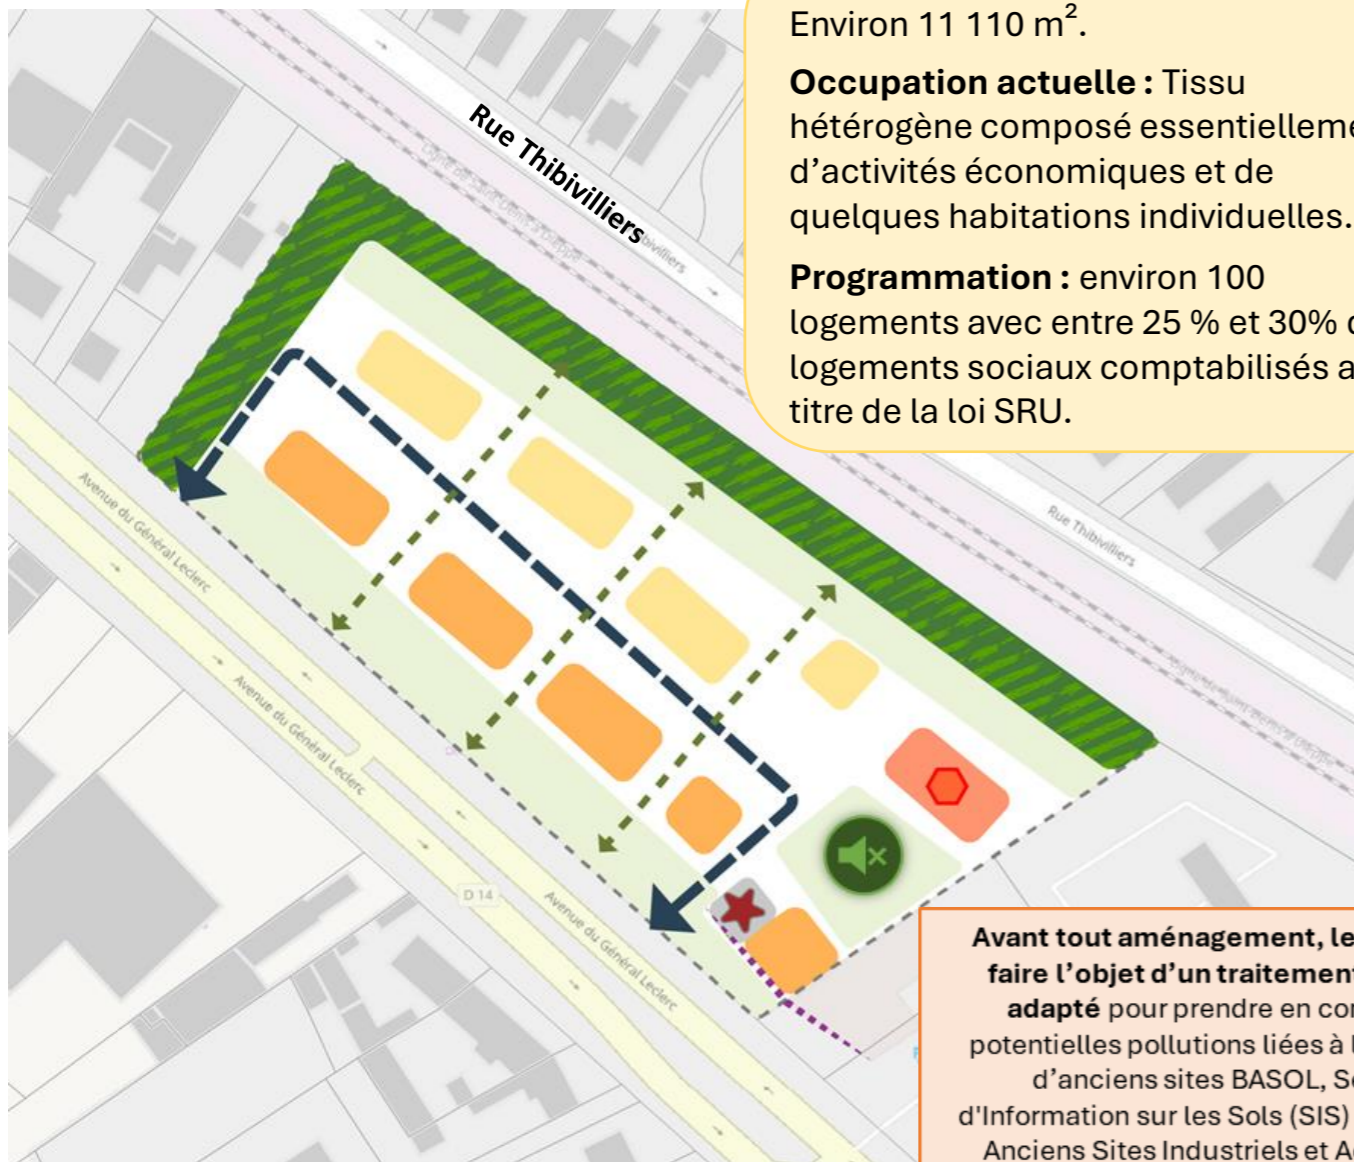 Environ 11 110 m².
Occupation actuelle : Tissu
hétérogène composé essentielleme
d’activités économiques et de
quelques habitations individuelles.
Programmation : environ 100
logements avec entre 25 % et 30% d
logements sociaux comptabilisés a
titre de la loi SRU.
Rue Thibivilliers
Rue Thibivilliers
Avenue du Général Leclerc
Avenue du Général Leclerc
D 14
Avenue du Général Leclerc
Avant tout aménagement, le
faire l’objet d’un traitement
adapté pour prendre en con
potentielles pollutions liées à l
d’anciens sites BASOL, Se
d'Information sur les Sols (SIS)
Anciens Sites Industriels et A